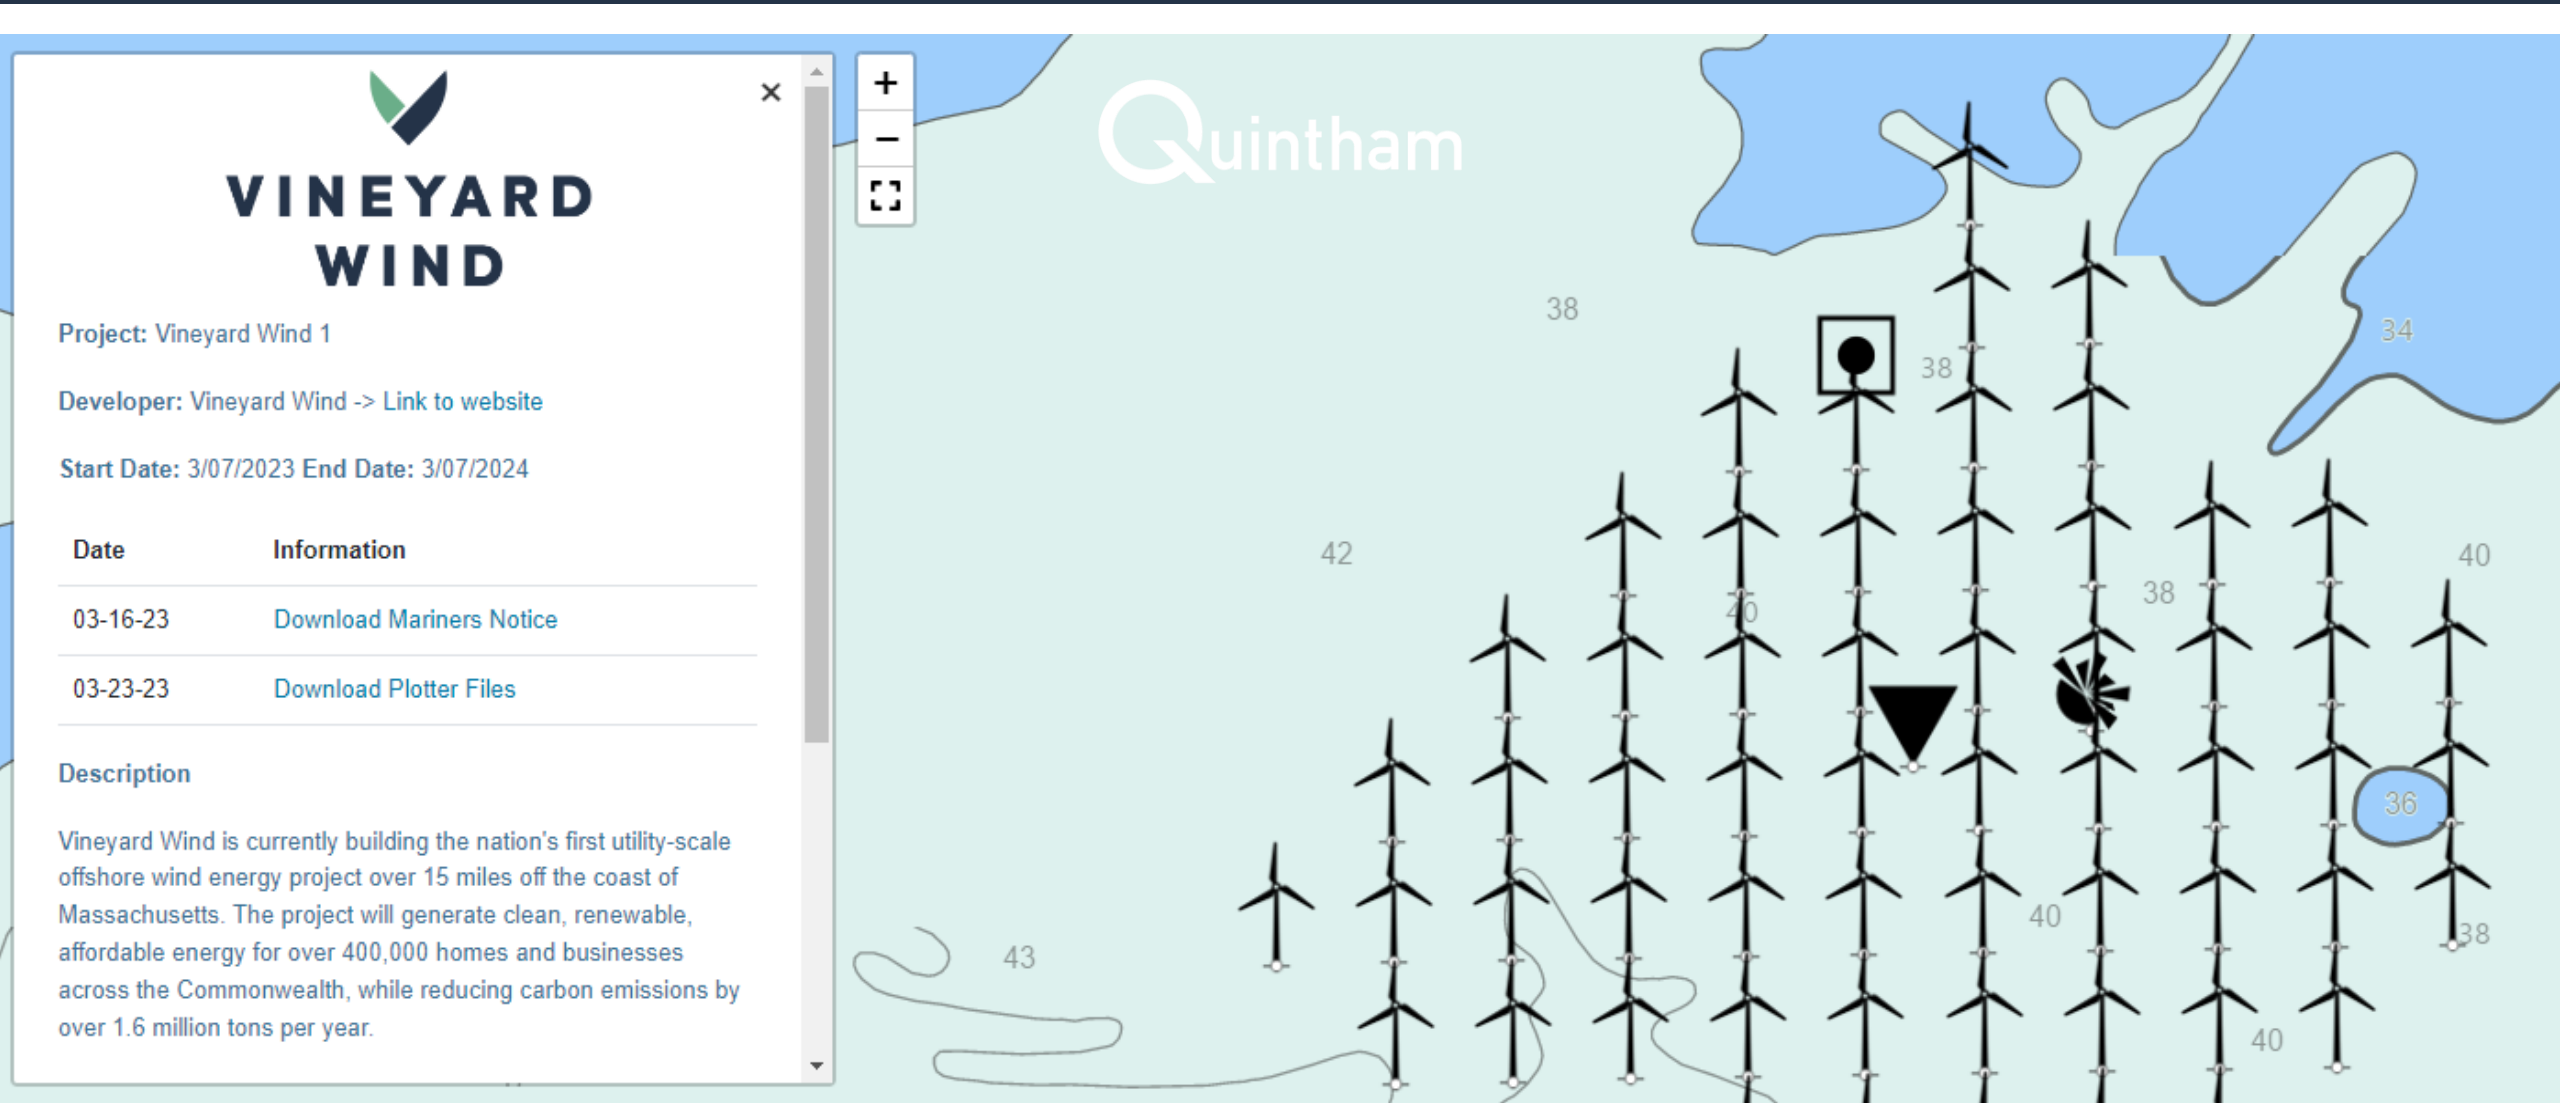 VINEYARD
WIND
Project: Vineyard Wind 1
Developer: Vineyard Wind -> Link to website
Start Date: 3/07/2023 End Date: 3/07/2024
Date Information
03-16-23 Download Mariners Notice
03-23-23 Download Plotter Files
Description
Vineyard Wind is currently building the nation's first utility-scale
offshore wind energy project over 15 miles off the coast of
Massachusetts. The project will generate clean, renewable,
affordable energy for over 400,000 homes and businesses
across the Commonwealth, while reducing carbon emissions by
over 1.6 million tons per year.
+
−
Quintham
38
34
38
42
40
38
40
36
40
38
43
40